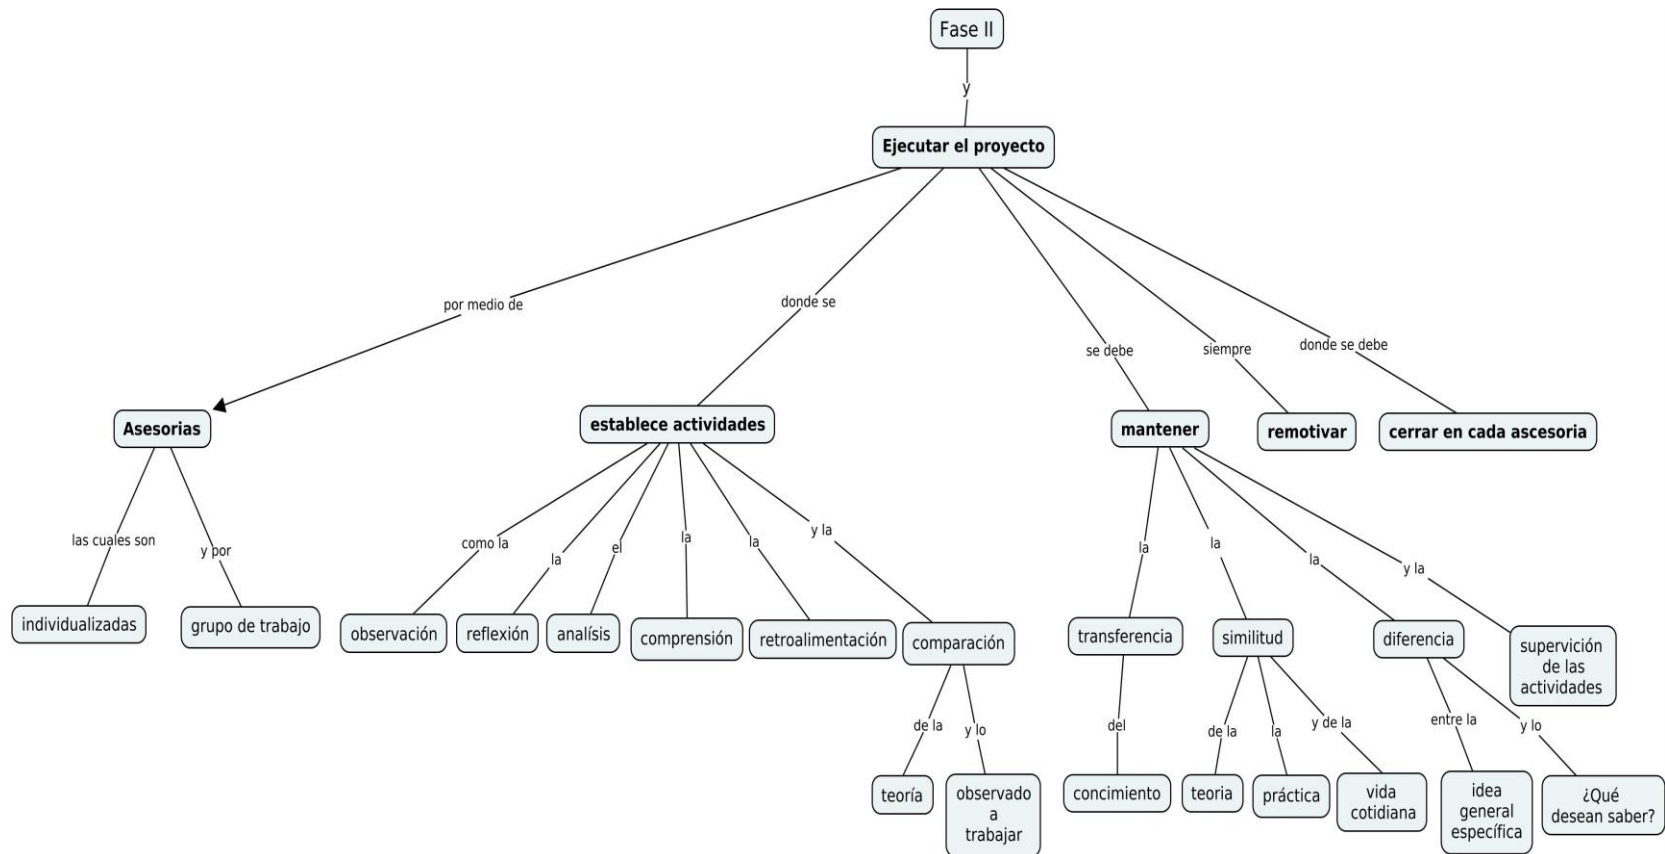 Fase II
y
Ejecutar el proyecto
por medio de
donde se
se debe
siempre
donde se debe
Asesorias
establece actividades
mantener
remotivar
cerrar en cada ascesoria
las cuales son
y por
como la
la
el
la
la
y la
la
la
la
y la
individualizadas
grupo de trabajo
observación
reflexión
analísis
comprensión
retroalimentación
comparación
transferencia
similitud
diferencia
supervición
de las
actividades
de la
y lo
del
de la
la
y de la
entre la
y lo
teoría
observado
a
trabajar
concimiento
teoria
práctica
vida
cotidiana
idea
general
específica
¿Qué
desean saber?